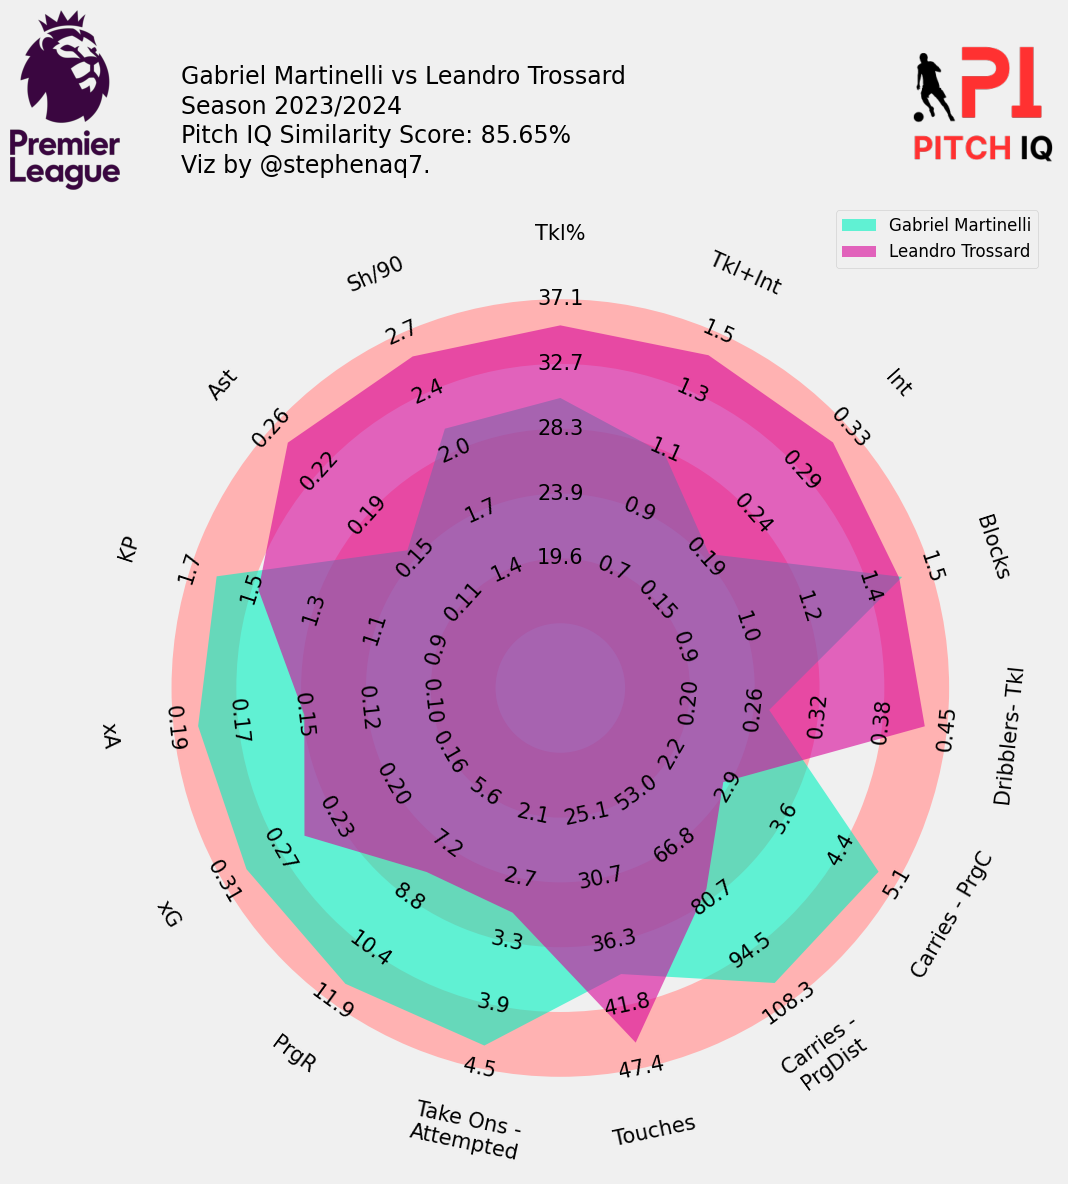 Premier
League
Gabriel Martinelli vs Leandro Trossard
Season 2023/2024
Pitch IQ Similarity Score: 85.65%
Viz by @stephenaq7.
PI
PITCH IQ
Gabriel Martinelli
Leandro Trossard
Tkl%
37.1
32.7
28.3
23.9
19.6
Tkl+Int
1.5
1.3
1.1
0.9
0.7
Int
0.33
0.29
0.24
0.19
0.15
Blocks
1.5
1.4
1.2
1.0
0.9
Dribblers- Tkl
0.45
0.38
0.32
0.26
0.20
Carries - PrgC
5.1
4.4
3.6
2.9
2.2
Carries -
PrgDist
108.3
94.5
80.7
66.8
53.0
Touches
47.4
41.8
36.3
30.7
25.1
Take Ons -
Attempted
4.5
3.9
3.3
2.7
2.1
PrgR
11.9
10.4
8.8
7.2
5.6
xG
0.31
0.27
0.23
0.20
0.16
xA
0.19
0.17
0.15
0.12
0.10
KP
1.7
1.5
1.3
1.1
0.9
Ast
0.26
0.22
0.19
0.15
0.11
Sh/90
2.7
2.4
2.0
1.7
1.4